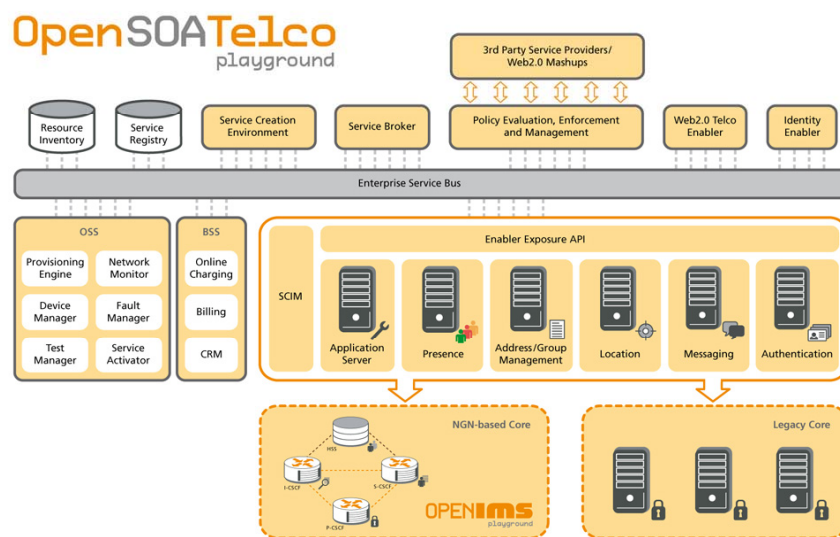 OpenSOATelco
playground
3rd Party Service Providers/
Web2.0 Mashups
Resource
Inventory
Service
Registry
Service Creation
Environment
Service Broker
Policy Evaluation, Enforcement
and Management
Web2.0 Telco
Enabler
Identity
Enabler
Enterprise Service Bus
OSS
Provisioning
Engine
Network
Monitor
Device
Manager
Fault
Manager
Test
Manager
Service
Activator
BSS
Online
Charging
Billing
CRM
SCIM
Enabler Exposure API
Application
Server
Presence
Address/Group
Management
Location
Messaging
Authentication
NGN-based Core
HSS
I-CSCF
S-CSCF
P-CSCF
OPENIMS
playground
Legacy Core